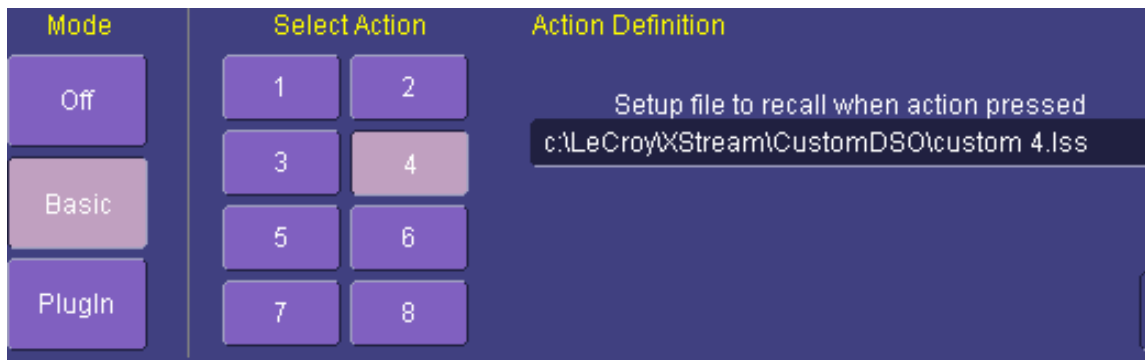 Mode
Select Action
Action Definition
Off
1
2
Setup file to recall when action pressed
c:\LeCroy\XStream\CustomDSO\custom 4.lss
3
4
Basic
5
6
PlugIn
7
8